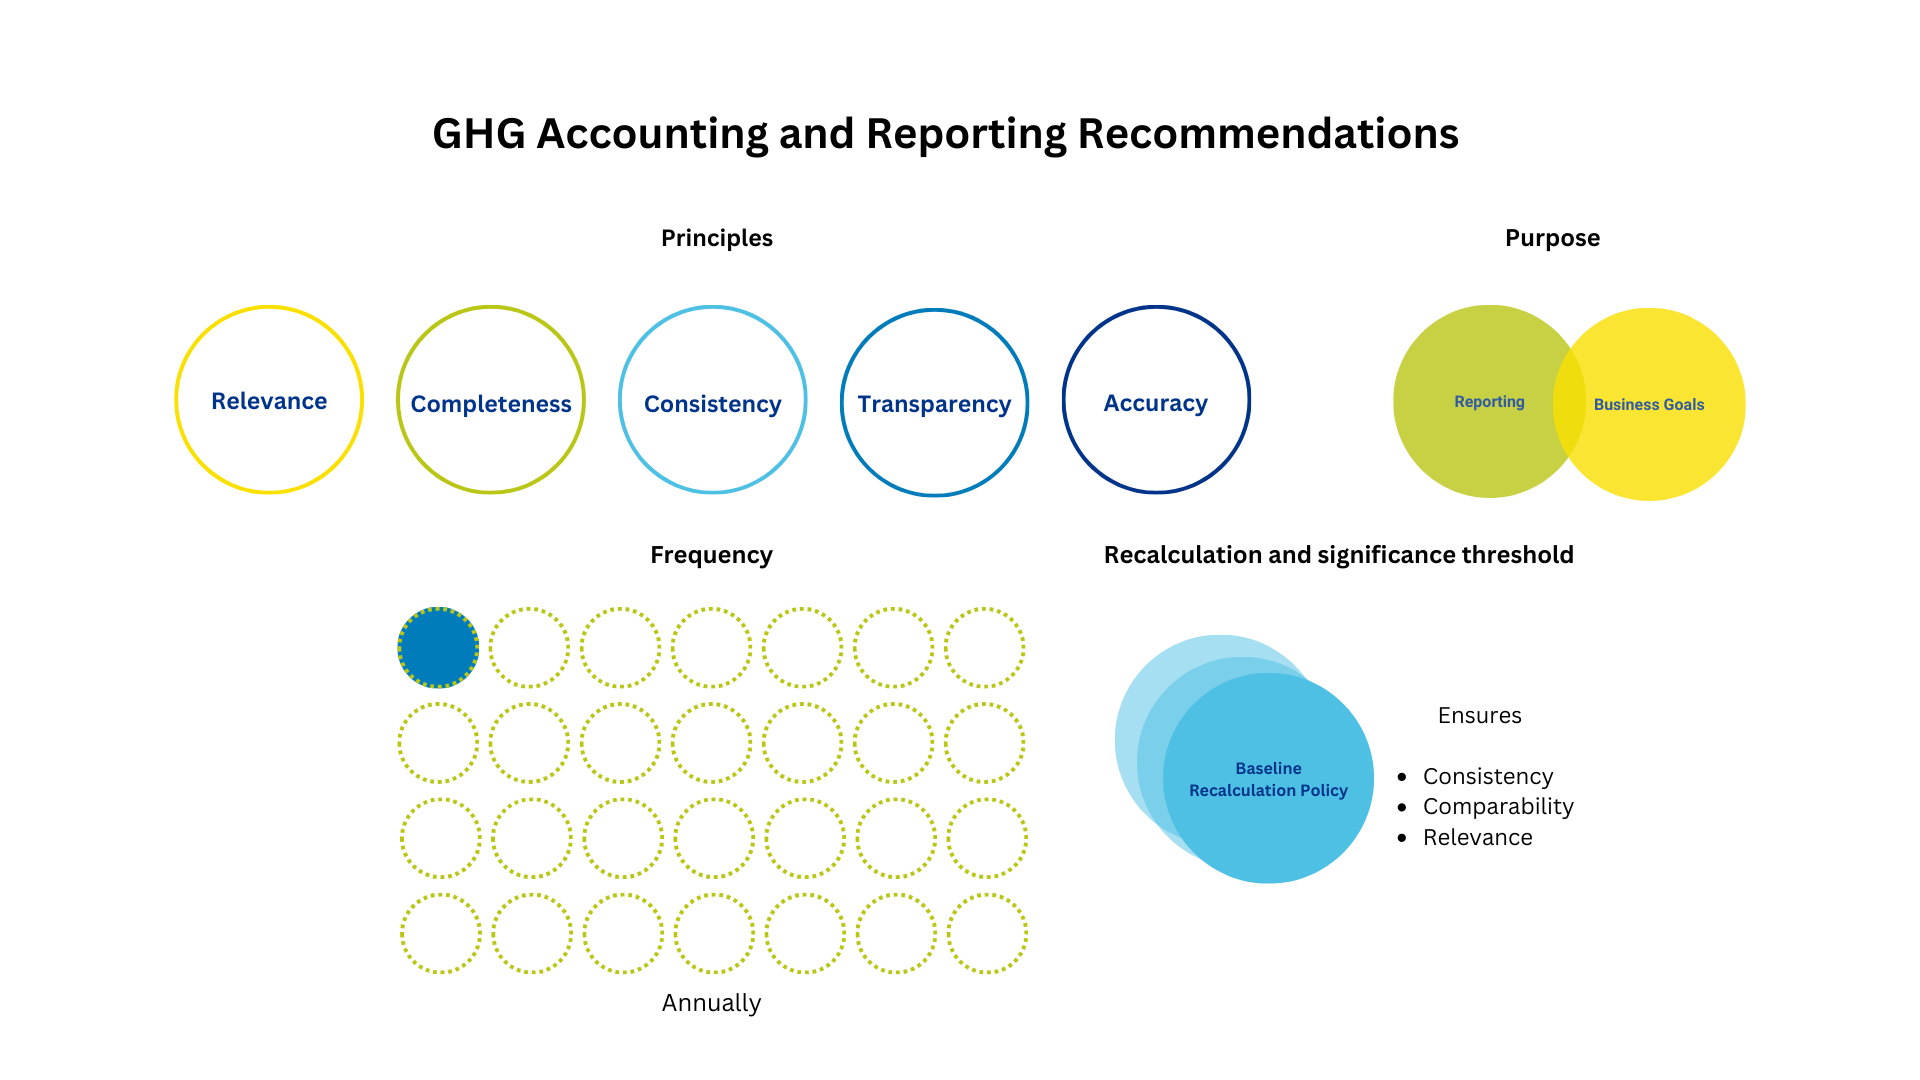 GHG Accounting and Reporting Recommendations
Principles
Relevance
Completeness
Consistency
Transparency
Accuracy
Purpose
Reporting
Business Goals
Frequency
Annually
Recalculation and significance threshold
Baseline
Recalculation Policy
Ensures
• Consistency
• Comparability
• Relevance